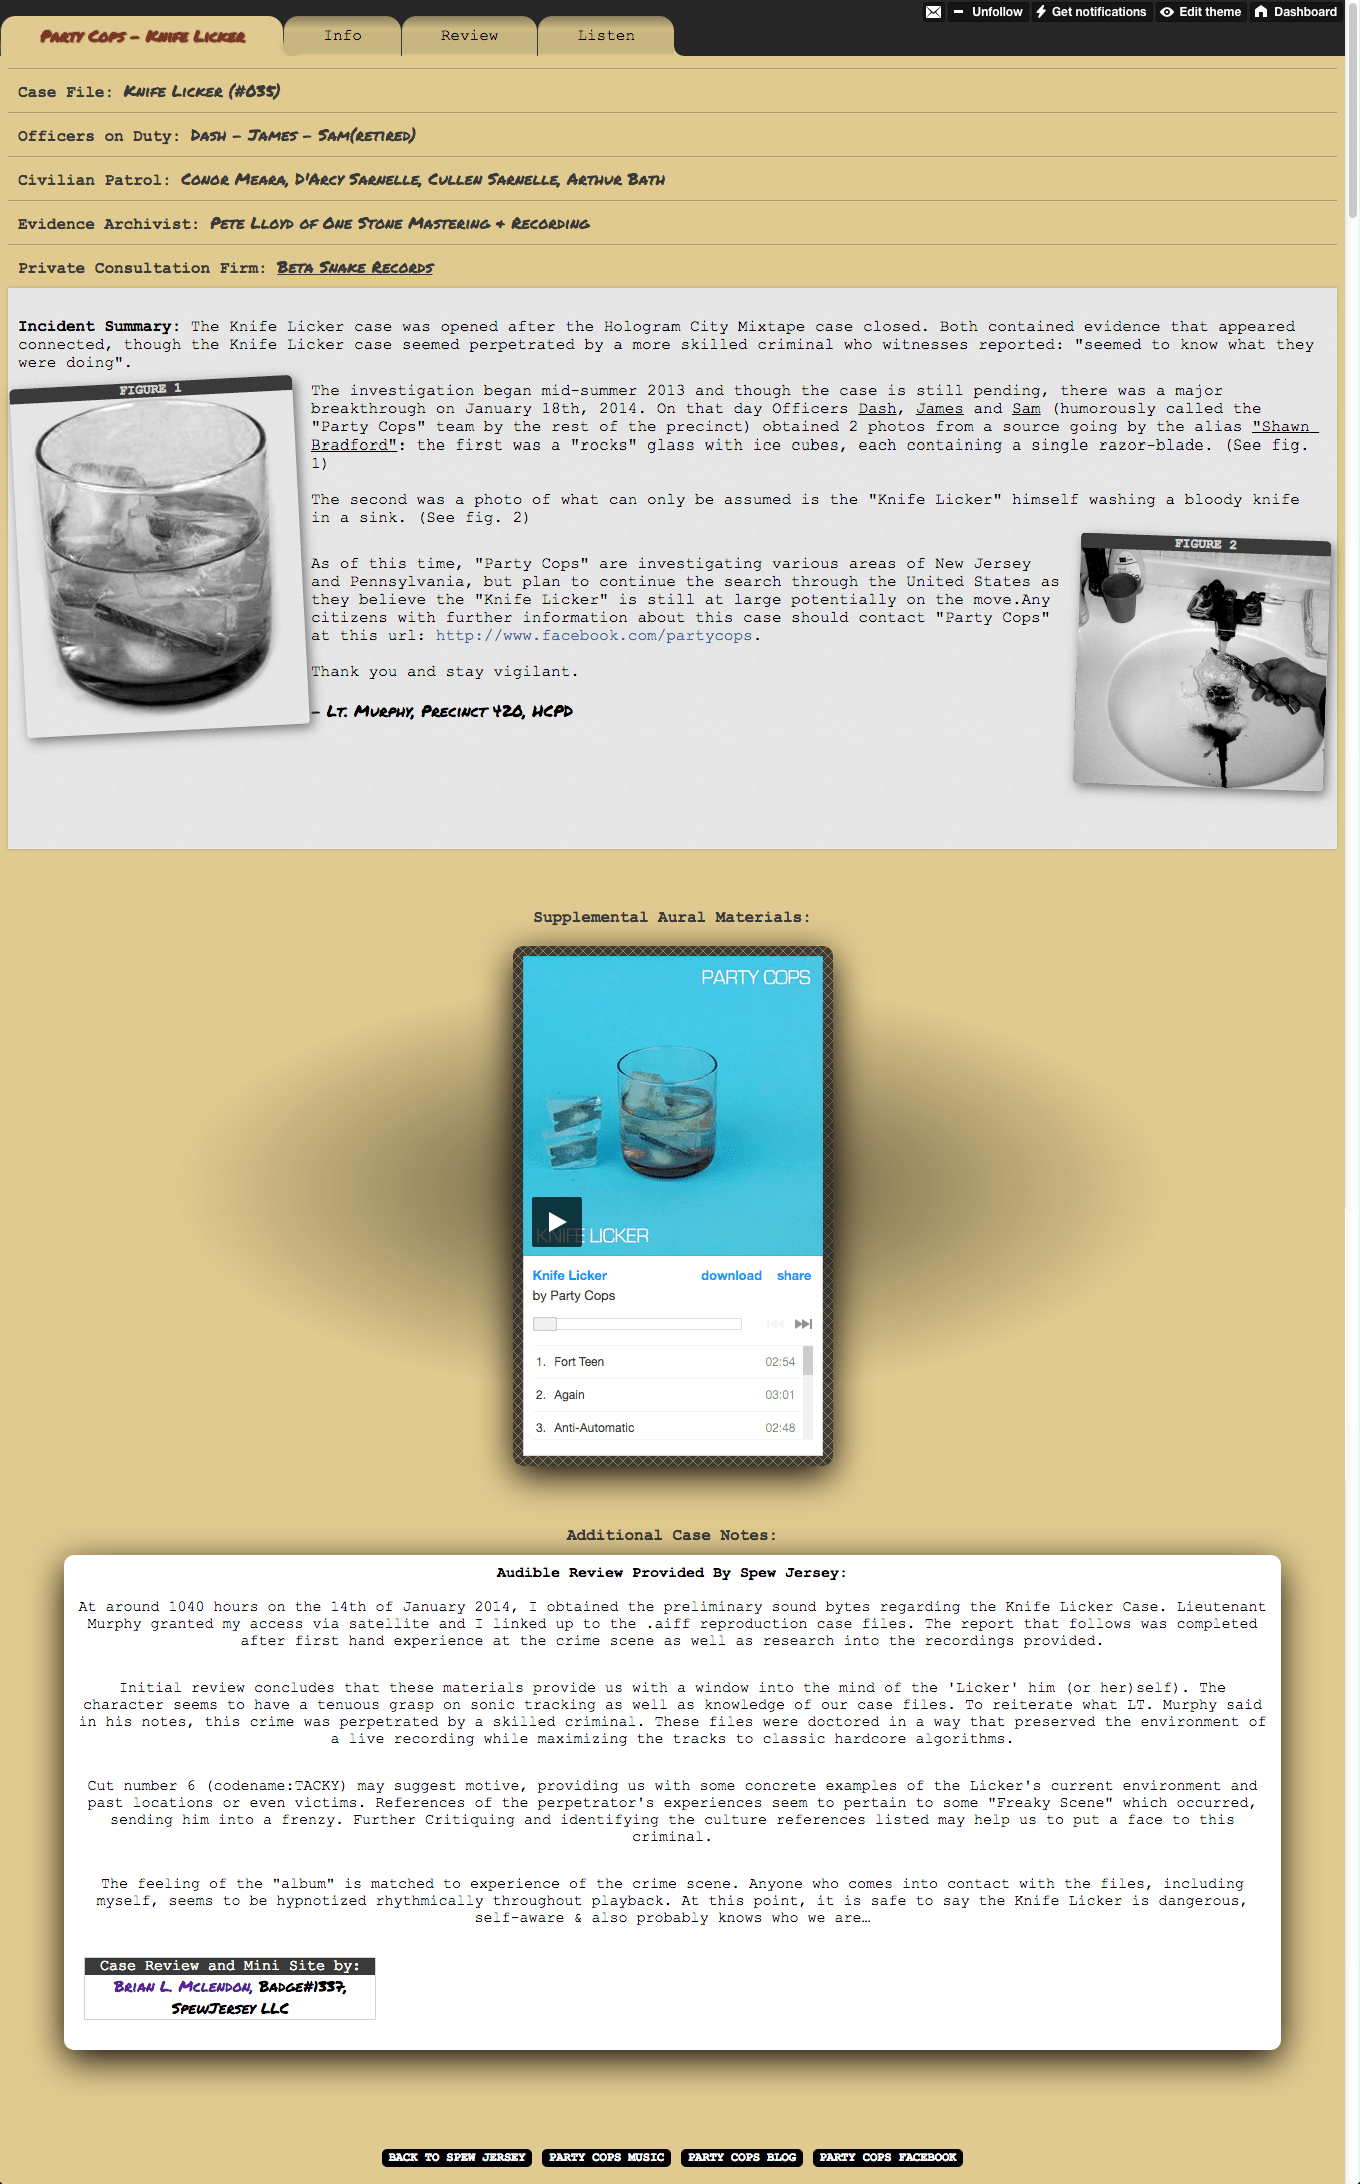 Unfollow Get notifications Edit theme Dashboard
Party Cops - Knife Licker Info Review Listen
Case File: Knife Licker (#035)
Officers on Duty: Dash - James - Sam(retired)
Civilian Patrol: Conor Meara, D'Arcy Sarnelle, Cullen Sarnelle, Arthur Bath
Evidence Archivist: Pete Lloyd of One Stone Mastering & Recording
Private Consultation Firm: Beta Snake Records
Incident Summary: The Knife Licker case was opened after the Hologram City Mixtape case closed. Both contained evidence that appeared
connected, though the Knife Licker case seemed perpetrated by a more skilled criminal who witnesses reported: "seemed to know what they
were doing".
FIGURE 1
The investigation began mid-summer 2013 and though the case is still pending, there was a major
breakthrough on January 18th, 2014. On that day Officers Dash, James and Sam (humorously called the
"Party Cops" team by the rest of the precinct) obtained 2 photos from a source going by the alias "Shawn
Bradford": the first was a "rocks" glass with ice cubes, each containing a single razor-blade. (See fig.
1)
The second was a photo of what can only be assumed is the "Knife Licker" himself washing a bloody knife
in a sink. (See fig. 2)
FIGURE 2
As of this time, "Party Cops" are investigating various areas of New Jersey
and Pennsylvania, but plan to continue the search through the United States as
they believe the "Knife Licker" is still at large potentially on the move.Any
citizens with further information about this case should contact "Party Cops"
at this url: http://www.facebook.com/partycops.
Thank you and stay vigilant.
- Lt. Murphy, Precinct 420, HCPD
Supplemental Aural Materials:
PARTY COPS
KNIFE LICKER
Knife Licker download share
by Party Cops
1. Fort Teen 02:54
2. Again 03:01
3. Anti-Automatic 02:48
Additional Case Notes:
Audible Review Provided By Spew Jersey:
At around 1040 hours on the 14th of January 2014, I obtained the preliminary sound bytes regarding the Knife Licker Case. Lieutenant
Murphy granted my access via satellite and I linked up to the .aiff reproduction case files. The report that follows was completed
after first hand experience at the crime scene as well as research into the recordings provided.
Initial review concludes that these materials provide us with a window into the mind of the 'Licker' him (or her)self). The
character seems to have a tenuous grasp on sonic tracking as well as knowledge of our case files. To reiterate what LT. Murphy said
in his notes, this crime was perpetrated by a skilled criminal. These files were doctored in a way that preserved the environment of
a live recording while maximizing the tracks to classic hardcore algorithms.
Cut number 6 (codename:TACKY) may suggest motive, providing us with some concrete examples of the Licker's current environment and
past locations or even victims. References of the perpetrator's experiences seem to pertain to some "Freaky Scene" which occurred,
sending him into a frenzy. Further Critiquing and identifying the culture references listed may help us to put a face to this
criminal.
The feeling of the "album" is matched to experience of the crime scene. Anyone who comes into contact with the files, including
myself, seems to be hypnotized rhythmically throughout playback. At this point, it is safe to say the Knife Licker is dangerous,
self-aware & also probably knows who we are…
Case Review and Mini Site by:
Brian L. Mclendon, Badge#1337,
SpewJersey LLC
BACK TO SPEW JERSEY PARTY COPS MUSIC PARTY COPS BLOG PARTY COPS FACEBOOK